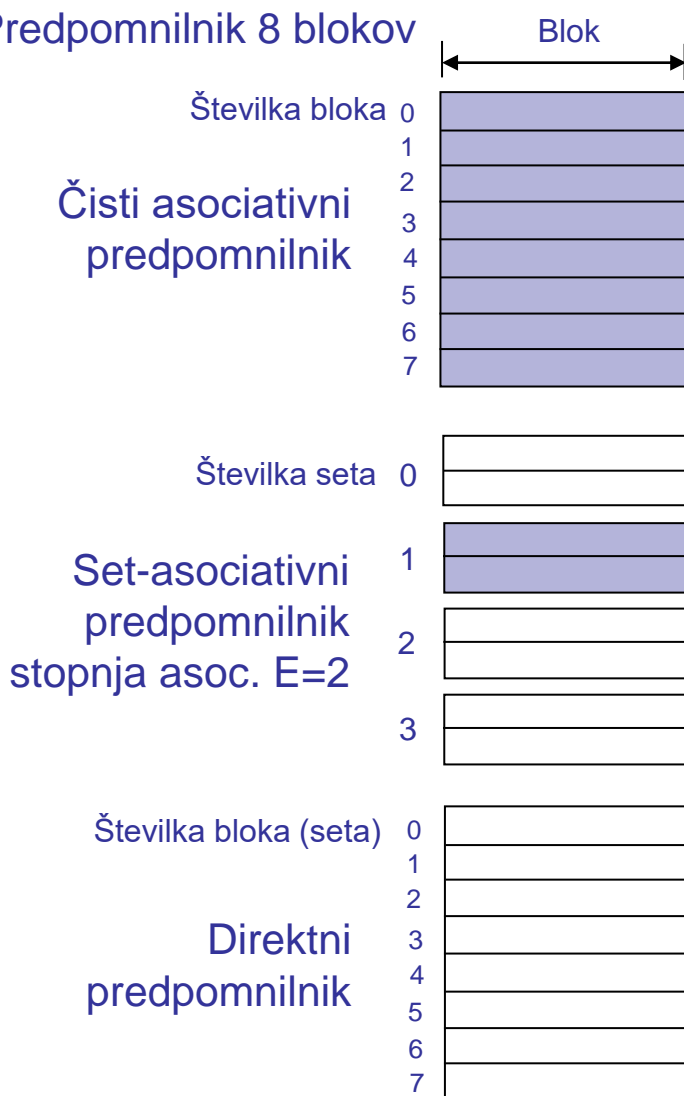 Predpomnilnik 8 blokov
Blok
Številka bloka 0
1
2
3
4
5
6
7
Čisti asociativni
predpomnilnik
Številka seta 0
1
2
3
Set-asociativni
predpomnilnik
stopnja asoc. E=2
Številka bloka (seta) 0
1
2
3
4
5
6
7
Direktni
predpomnilnik